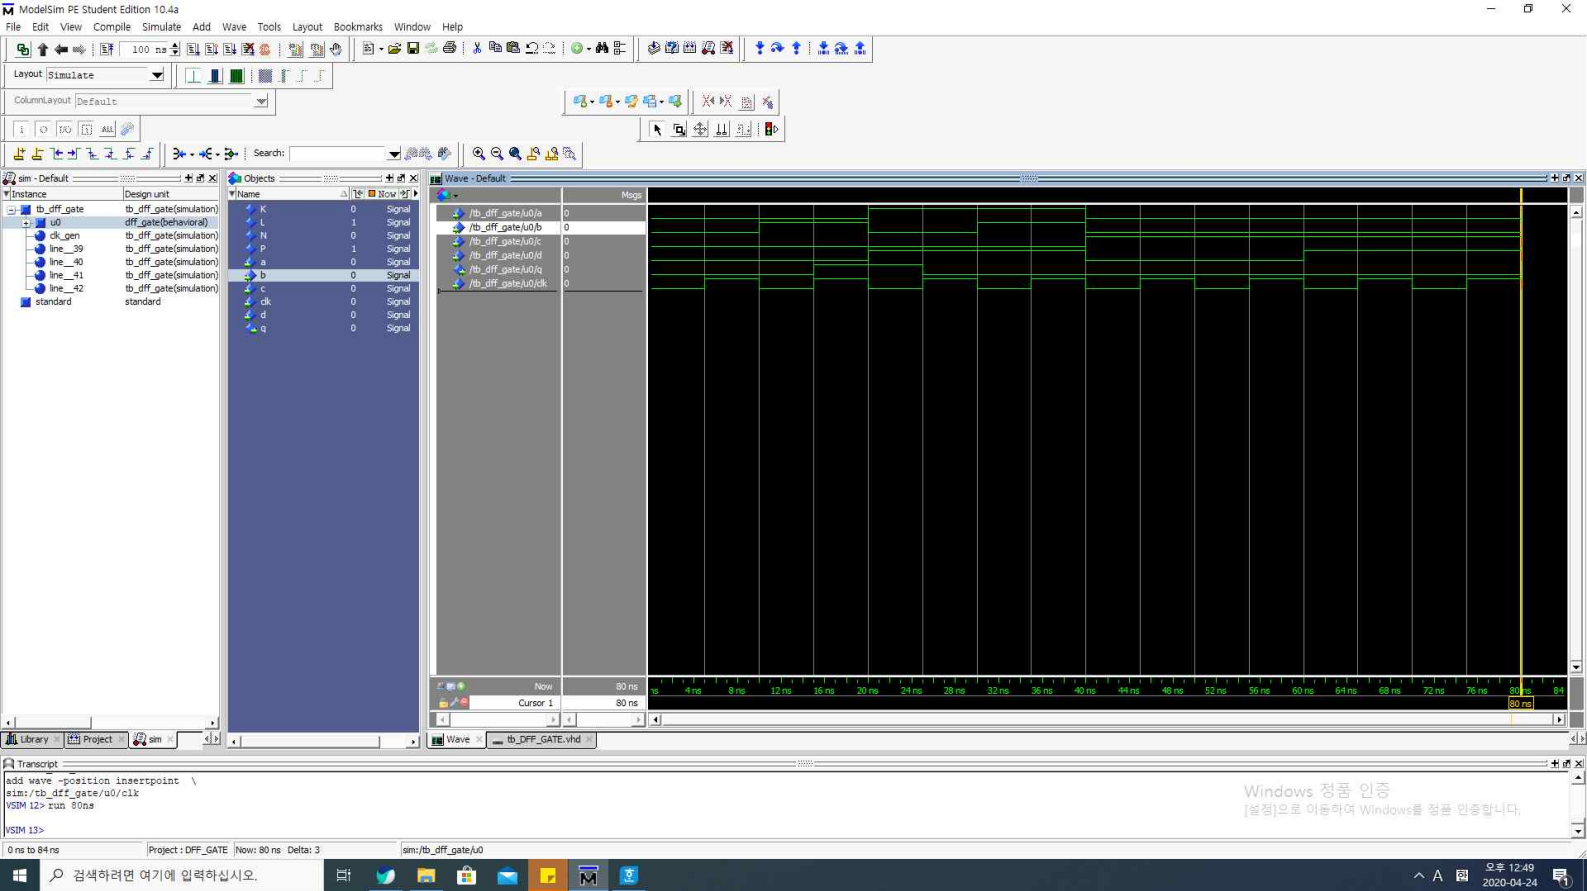 ModelSim PE Student Edition 10.4a
File Edit View Compile Simulate Add Wave Tools Layout Bookmarks Window Help
100 ns
Layout Simulate
ColumnLayout Default
ALL
Search:
sim - Default
Instance Design unit
tb_dff_gate tb_dff_gate(simulation)
u0 dff_gate(behavioral)
clk_gen tb_dff_gate(simulation)
line__39 tb_dff_gate(simulation)
line__40 tb_dff_gate(simulation)
line__41 tb_dff_gate(simulation)
line__42 tb_dff_gate(simulation)
standard standard
Library Project sim
Objects
Name Now
K 0 Signal
L 1 Signal
N 0 Signal
P 1 Signal
a 0 Signal
b 0 Signal
c 0 Signal
clk 0 Signal
d 0 Signal
q 0 Signal
Wave - Default
Msgs
/tb_dff_gate/u0/a 0
/tb_dff_gate/u0/b 0
/tb_dff_gate/u0/c 0
/tb_dff_gate/u0/d 0
/tb_dff_gate/u0/q 0
/tb_dff_gate/u0/clk 0
Now 80 ns
Cursor 1 80 ns
ns 4 ns 8 ns 12 ns 16 ns 20 ns 24 ns 28 ns 32 ns 36 ns 40 ns 44 ns 48 ns 52 ns 56 ns 60 ns 64 ns 68 ns 72 ns 76 ns 80 ns 84
80 ns
Wave tb_DFF_GATE.vhd
Transcript
add wave -position insertpoint \
sim:/tb_dff_gate/u0/clk
VSIM 12> run 80ns
VSIM 13>
Windows 정품 인증
[설정]으로 이동하여 Windows를 정품 인증합니다.
0 ns to 84 ns Project : DFF_GATE Now: 80 ns Delta: 3 sim:/tb_dff_gate/u0
검색하려면 여기에 입력하십시오.
A
오후 12:49
2020-04-24
1